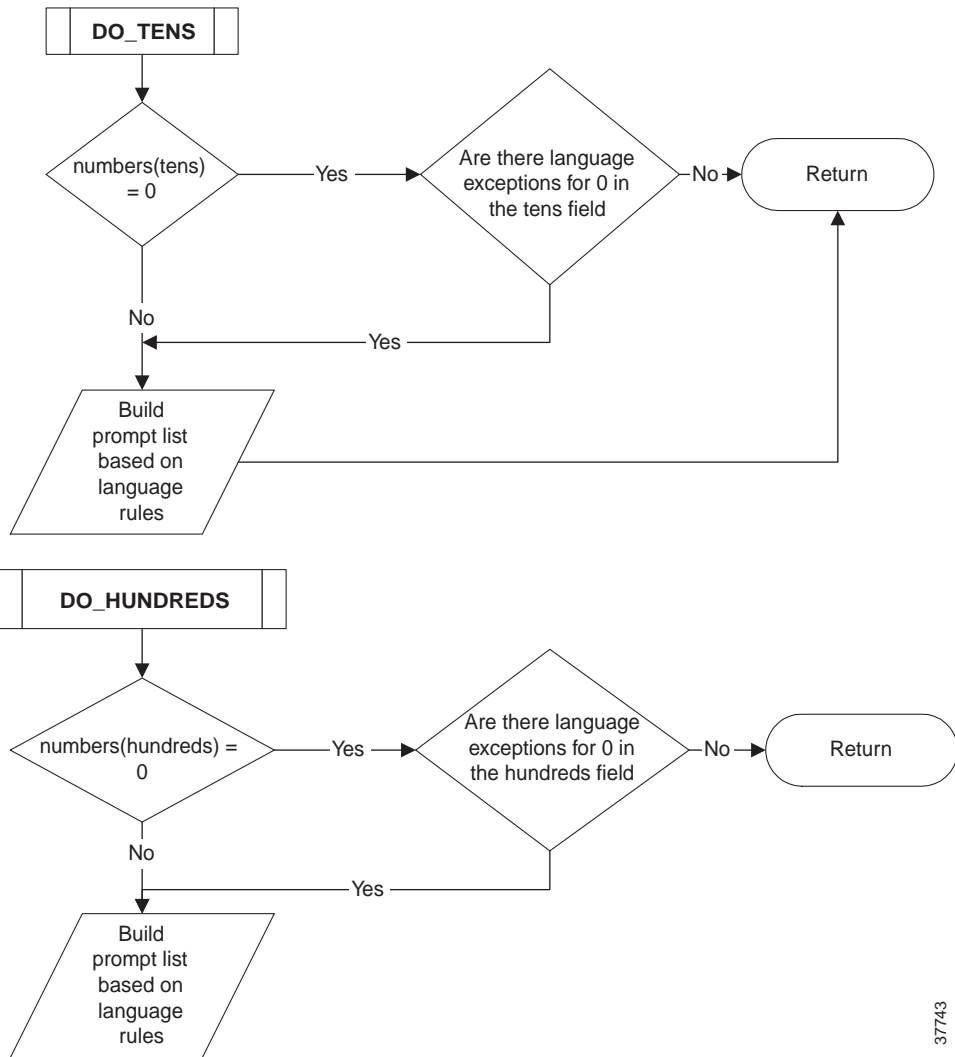 DO_TENS
numbers(tens)
= 0
Yes
Are there language
exceptions for 0 in
the tens field
No
Return
No
Yes
Build
prompt list
based on
language
rules
DO_HUNDREDS
numbers(hundreds) =
0
Yes
Are there language
exceptions for 0 in
the hundreds field
No
Return
No
Yes
Build
prompt list
based on
language
rules
37743